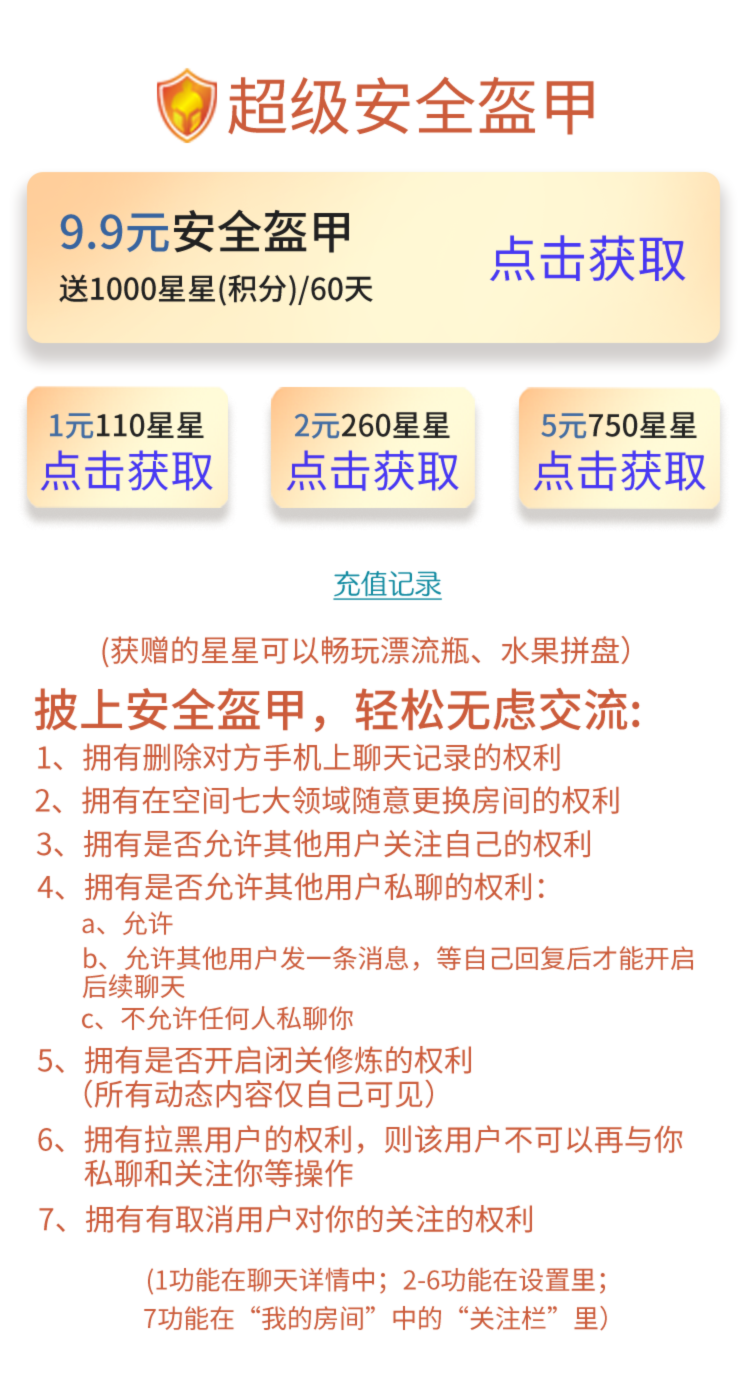 超级安全盔甲
9.9元安全盔甲
送1000星星(积分)/60天
点击获取
1元110星星
点击获取
2元260星星
点击获取
5元750星星
点击获取
充值记录
(获赠的星星可以畅玩漂流瓶、水果拼盘）
披上安全盔甲，轻松无虑交流:
1、拥有删除对方手机上聊天记录的权利
2、拥有在空间七大领域随意更换房间的权利
3、拥有是否允许其他用户关注自己的权利
4、拥有是否允许其他用户私聊的权利：
a、允许
b、允许其他用户发一条消息，等自己回复后才能开启
后续聊天
c、不允许任何人私聊你
5、拥有是否开启闭关修炼的权利
（所有动态内容仅自己可见）
6、拥有拉黑用户的权利，则该用户不可以再与你
私聊和关注你等操作
7、拥有有取消用户对你的关注的权利
(1功能在聊天详情中；2-6功能在设置里；
7功能在“我的房间”中的“关注栏”里）